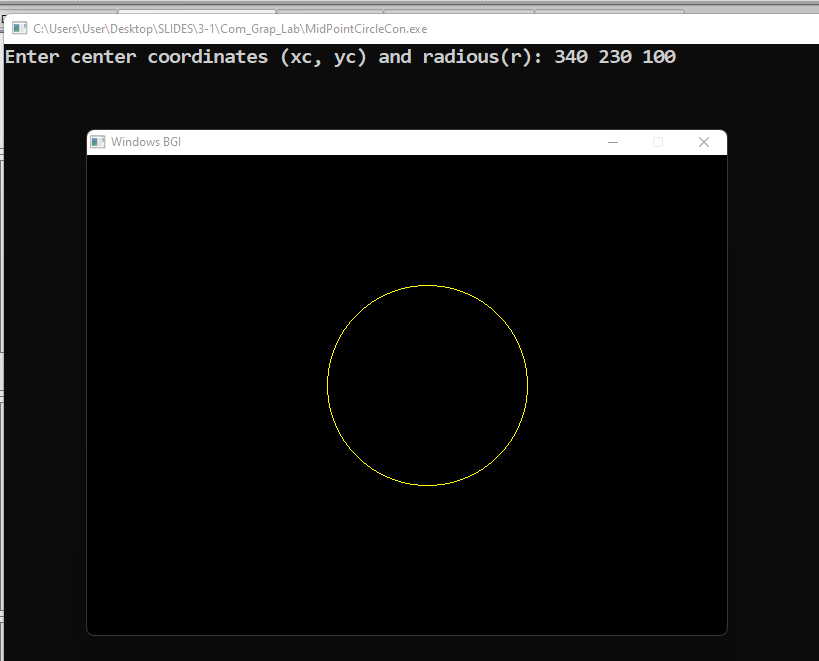 C:\Users\User\Desktop\SLIDES\3-1\Com_Grap_Lab\MidPointCircleCon.exe
Enter center coordinates (xc, yc) and radious(r): 340 230 100
Windows BGI